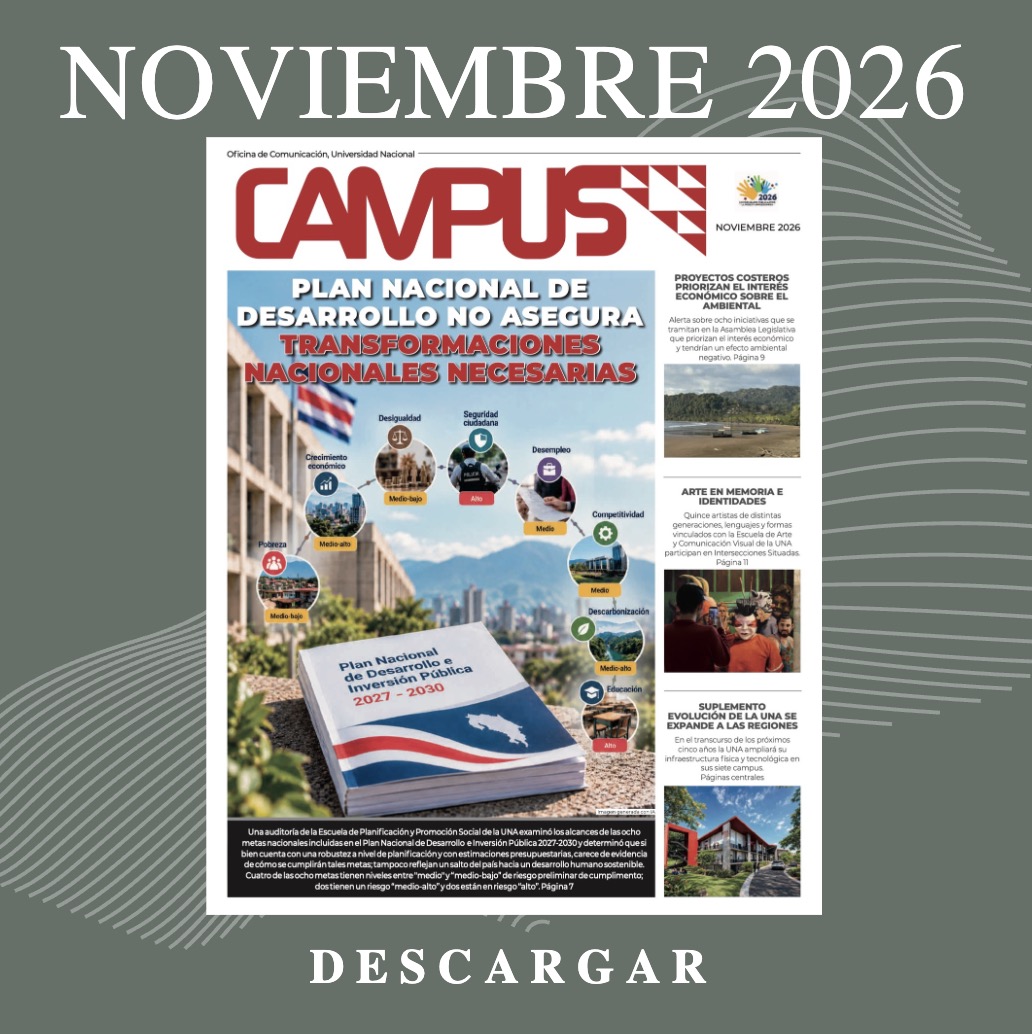 NOVIEMBRE 2026
Oficina de Comunicación, Universidad Nacional
CAMPUS
2026
NOVIEMBRE 2026
PLAN NACIONAL DE
DESARROLLO NO ASEGURA
TRANSFORMACIONES
NACIONALES NECESARIAS
Desigualdad
Medio-bajo
Seguridad
ciudadana
Alto
Crecimiento
económico
Medio-alto
Desempleo
Medio
Pobreza
Medio-bajo
Competitividad
Medio
Descarbonización
Medio-alto
Educación
Alto
Plan Nacional
de Desarrollo e
Inversión Pública
2027 - 2030
Imagen generada con IA
Una auditoría de la Escuela de Planificación y Promoción Social de la UNA examinó los alcances de las ocho
metas nacionales incluidas en el Plan Nacional de Desarrollo e Inversión Pública 2027-2030 y determinó que si
bien cuenta con una robustez a nivel de planificación y con estimaciones presupuestarias, carece de evidencia
de cómo se cumplirán tales metas; tampoco reflejan un salto del país hacia un desarrollo humano sostenible.
Cuatro de las ocho metas tienen niveles entre "medio" y "medio-bajo" de riesgo preliminar de cumplimento;
dos tienen un riesgo "medio-alto" y dos están en riesgo "alto". Página 7
PROYECTOS COSTEROS
PRIORIZAN EL INTERÉS
ECONÓMICO SOBRE EL
AMBIENTAL
Alerta sobre ocho iniciativas que se
tramitan en la Asamblea Legislativa
que priorizan el interés económico
y tendrían un efecto ambiental
negativo. Página 9
ARTE EN MEMORIA E
IDENTIDADES
Quince artistas de distintas
generaciones, lenguajes y formas
vinculados con la Escuela de Arte
y Comunicación Visual de la UNA
participan en Intersecciones Situadas.
Página 11
SUPLEMENTO
EVOLUCIÓN DE LA UNA SE
EXPANDE A LAS REGIONES
En el transcurso de los próximos
cinco años la UNA ampliará su
infraestructura física y tecnológica en
sus siete campus.
Páginas centrales
DESCARGAR